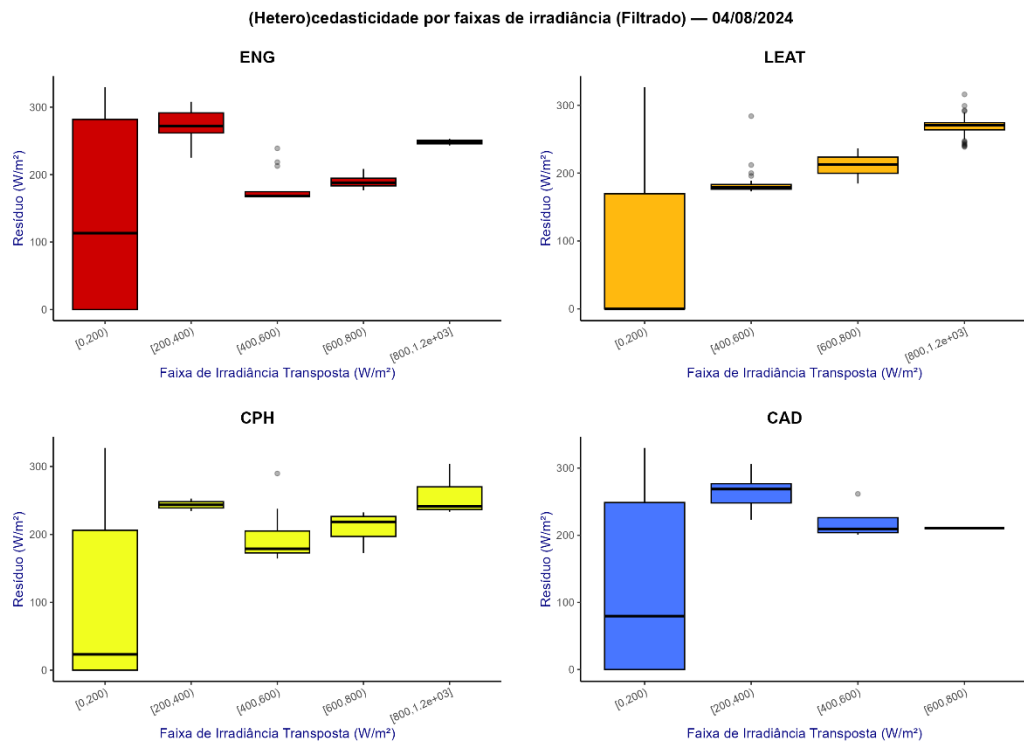 (Hetero)cedasticidade por faixas de irradiância (Filtrado) — 04/08/2024
ENG
Resíduo (W/m²)
300
200
100
0
[0,200)
[200,400)
[400,600)
[600,800)
[800,1.2e+03]
Faixa de Irradiância Transposta (W/m²)
LEAT
Resíduo (W/m²)
300
200
100
0
[0,200)
[400,600)
[600,800)
[800,1.2e+03]
Faixa de Irradiância Transposta (W/m²)
CPH
Resíduo (W/m²)
300
200
100
0
[0,200)
[200,400)
[400,600)
[600,800)
[800,1.2e+03]
Faixa de Irradiância Transposta (W/m²)
CAD
Resíduo (W/m²)
300
200
100
0
[0,200)
[200,400)
[400,600)
[600,800)
Faixa de Irradiância Transposta (W/m²)